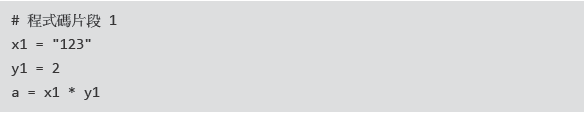 # 程式碼片段 1
x1 = "123"
y1 = 2
a = x1 * y1